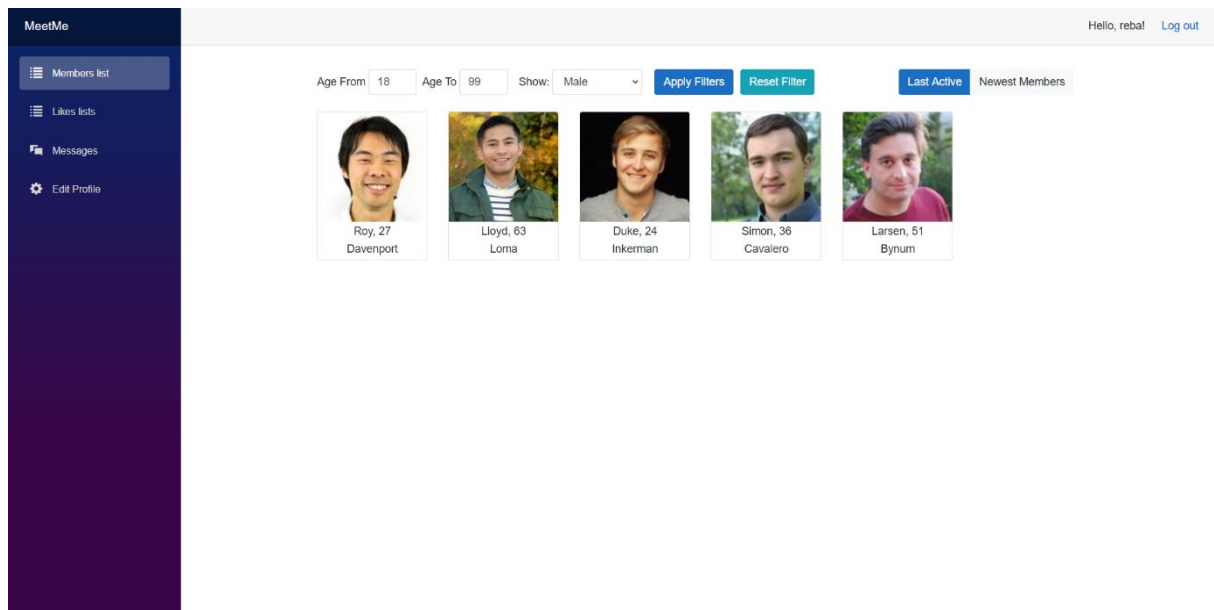 MeetMe
Hello, reba! Log out
Members list
Likes lists
Messages
Edit Profile
Age From 18 Age To 99 Show: Male Apply Filters Reset Filter Last Active Newest Members
Roy, 27
Davenport
Lloyd, 63
Loma
Duke, 24
Inkerman
Simon, 36
Cavalero
Larsen, 51
Bynum